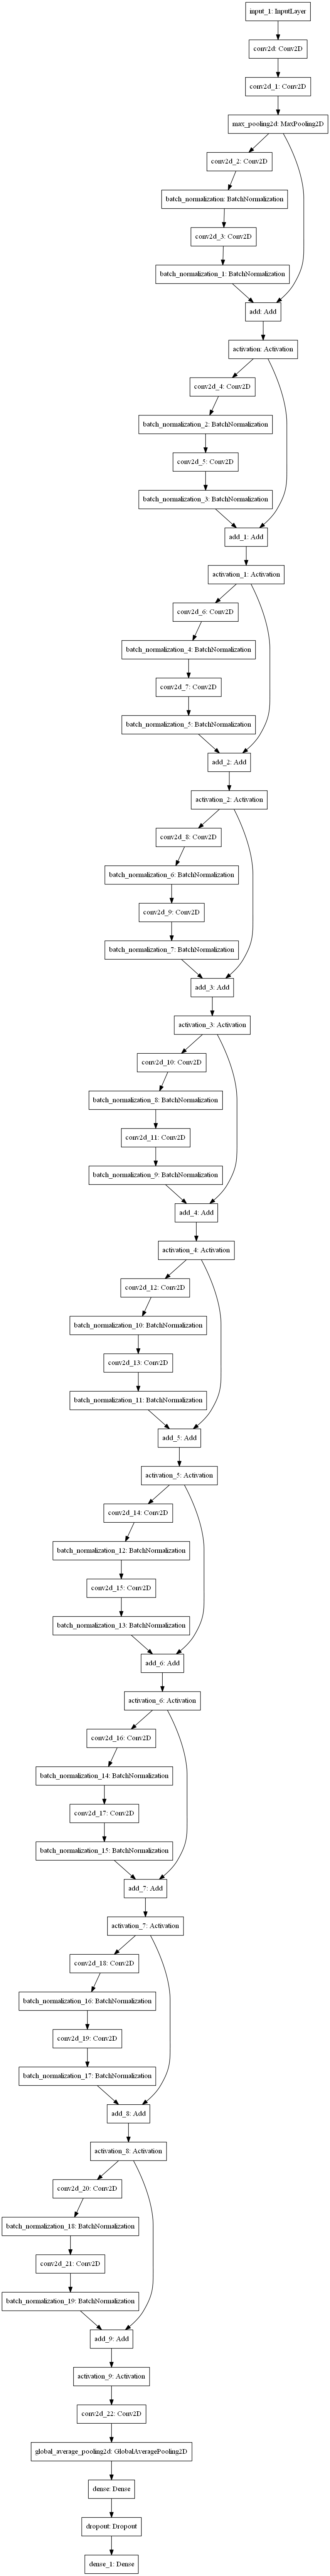 input_1: InputLayer
conv2d: Conv2D
conv2d_1: Conv2D
max_pooling2d: MaxPooling2D
conv2d_2: Conv2D
batch_normalization: BatchNormalization
conv2d_3: Conv2D
batch_normalization_1: BatchNormalization
add: Add
activation: Activation
conv2d_4: Conv2D
batch_normalization_2: BatchNormalization
conv2d_5: Conv2D
batch_normalization_3: BatchNormalization
add_1: Add
activation_1: Activation
conv2d_6: Conv2D
batch_normalization_4: BatchNormalization
conv2d_7: Conv2D
batch_normalization_5: BatchNormalization
add_2: Add
activation_2: Activation
conv2d_8: Conv2D
batch_normalization_6: BatchNormalization
conv2d_9: Conv2D
batch_normalization_7: BatchNormalization
add_3: Add
activation_3: Activation
conv2d_10: Conv2D
batch_normalization_8: BatchNormalization
conv2d_11: Conv2D
batch_normalization_9: BatchNormalization
add_4: Add
activation_4: Activation
conv2d_12: Conv2D
batch_normalization_10: BatchNormalization
conv2d_13: Conv2D
batch_normalization_11: BatchNormalization
add_5: Add
activation_5: Activation
conv2d_14: Conv2D
batch_normalization_12: BatchNormalization
conv2d_15: Conv2D
batch_normalization_13: BatchNormalization
add_6: Add
activation_6: Activation
conv2d_16: Conv2D
batch_normalization_14: BatchNormalization
conv2d_17: Conv2D
batch_normalization_15: BatchNormalization
add_7: Add
activation_7: Activation
conv2d_18: Conv2D
batch_normalization_16: BatchNormalization
conv2d_19: Conv2D
batch_normalization_17: BatchNormalization
add_8: Add
activation_8: Activation
conv2d_20: Conv2D
batch_normalization_18: BatchNormalization
conv2d_21: Conv2D
batch_normalization_19: BatchNormalization
add_9: Add
activation_9: Activation
conv2d_22: Conv2D
global_average_pooling2d: GlobalAveragePooling2D
dense: Dense
dropout: Dropout
dense_1: Dense